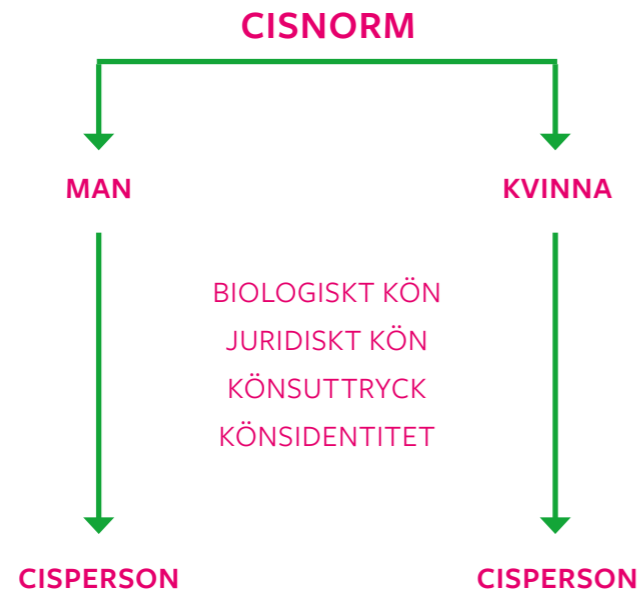 CISNORM
MAN
KVINNA
BIOLOGISKT KÖN
JURIDISKT KÖN
KÖNSUTTRYCK
KÖNSIDENTITET
CISPERSON
CISPERSON